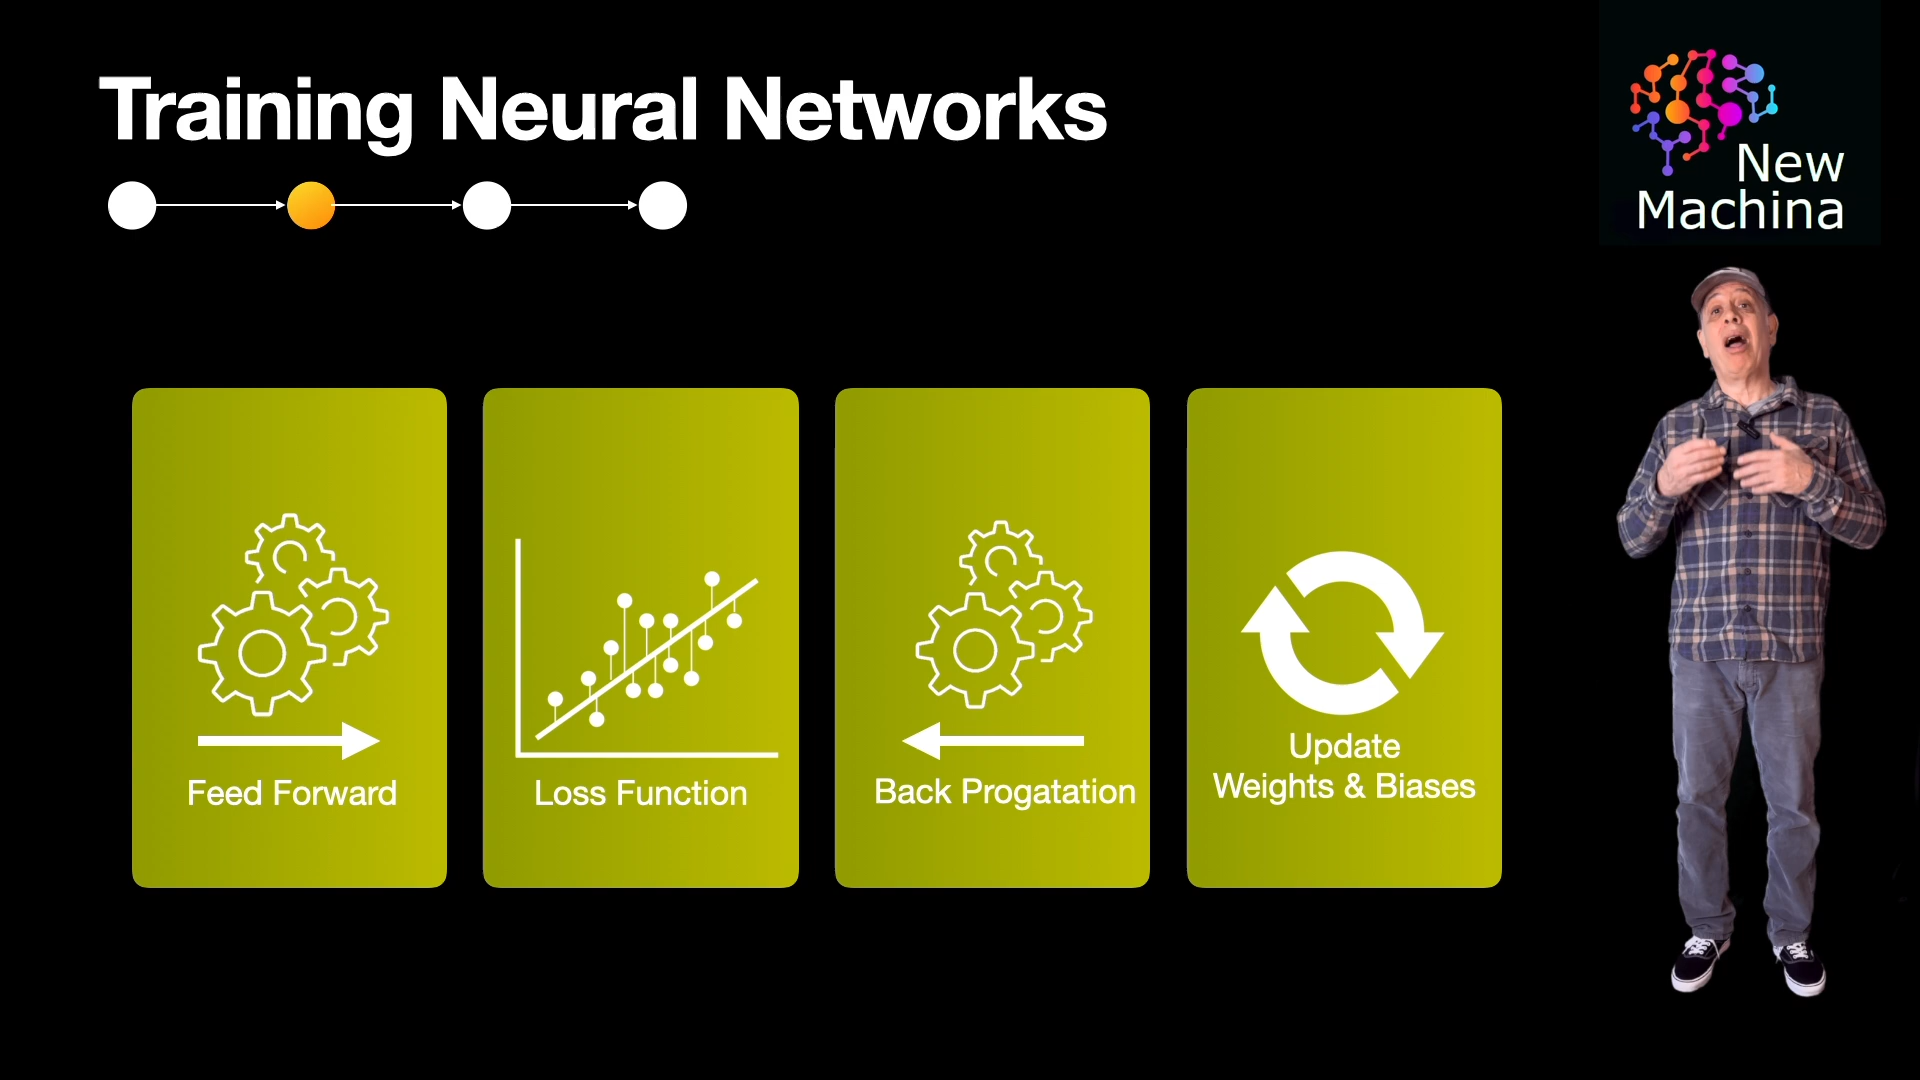 Training Neural Networks
New
Machina
Feed Forward
Loss Function
Back Progatation
Update
Weights & Biases